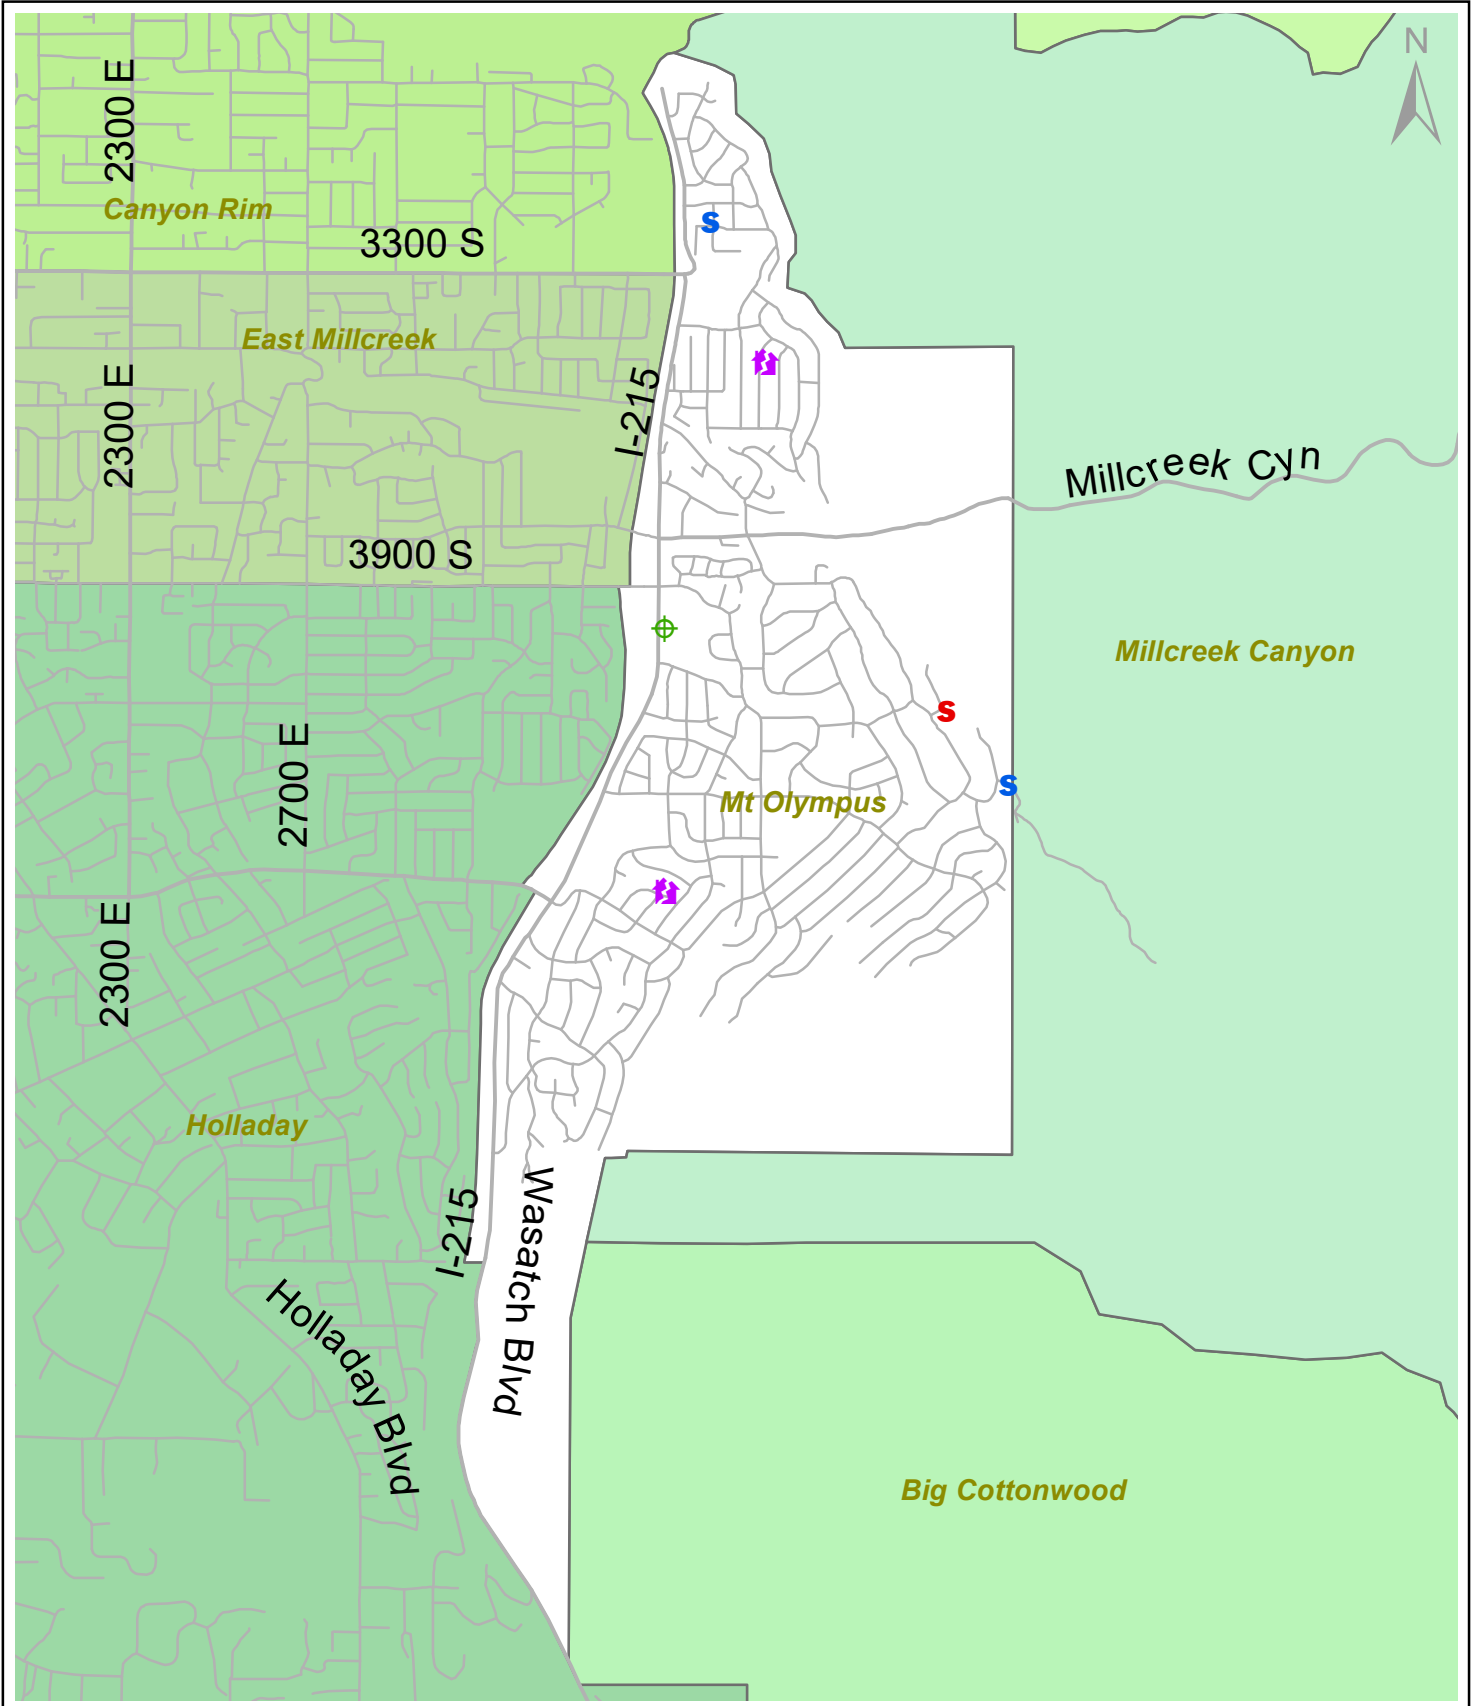 N
2300 E
Canyon Rim
3300 S
S
East Millcreek
2300 E
I-215
Millcreek Cyn
3900 S
Millcreek Canyon
S
2700 E
S
Mt Olympus
2300 E
Holladay
I-215
Wasatch Blvd
Holladay Blvd
Big Cottonwood